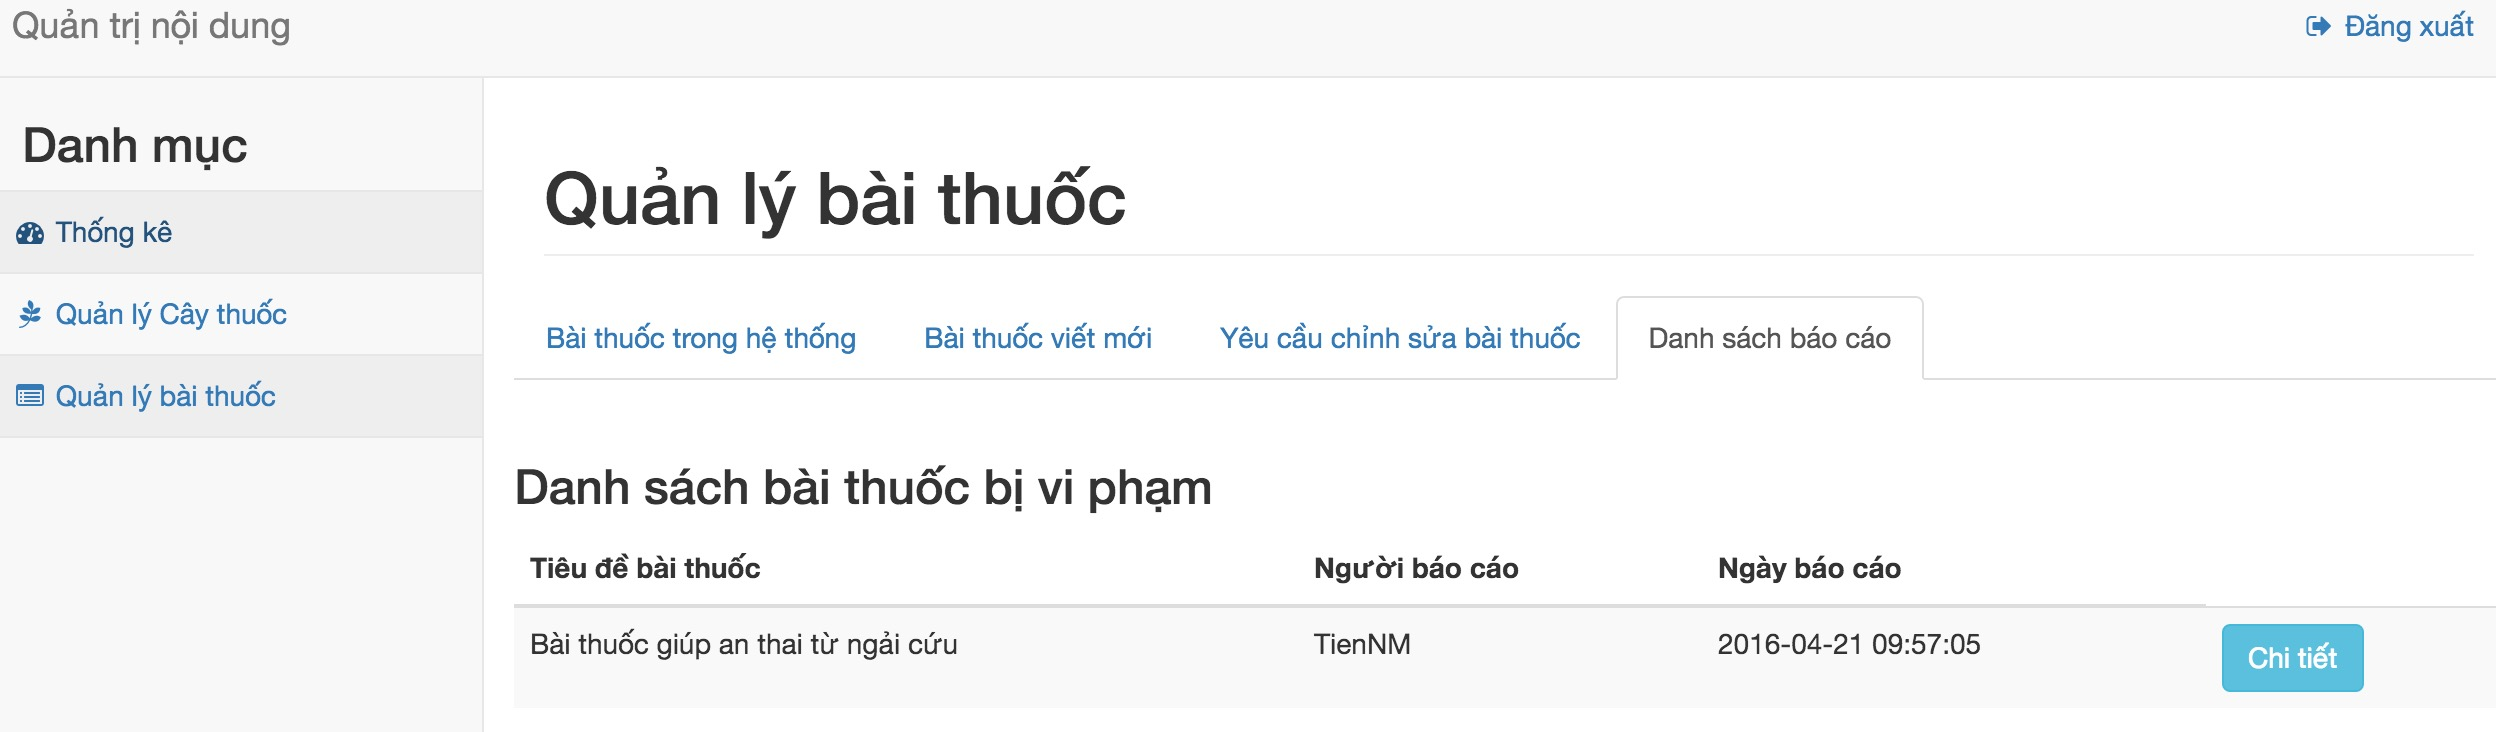 Quản trị nội dung
Đăng xuất
Danh mục
Thống kê
Quản lý Cây thuốc
Quản lý bài thuốc
Quản lý bài thuốc
Bài thuốc trong hệ thống
Bài thuốc viết mới
Yêu cầu chỉnh sửa bài thuốc
Danh sách báo cáo
Danh sách bài thuốc bị vi phạm
Tiêu đề bài thuốc
Người báo cáo
Ngày báo cáo
Bài thuốc giúp an thai từ ngải cứu
TienNM
2016-04-21 09:57:05
Chi tiết